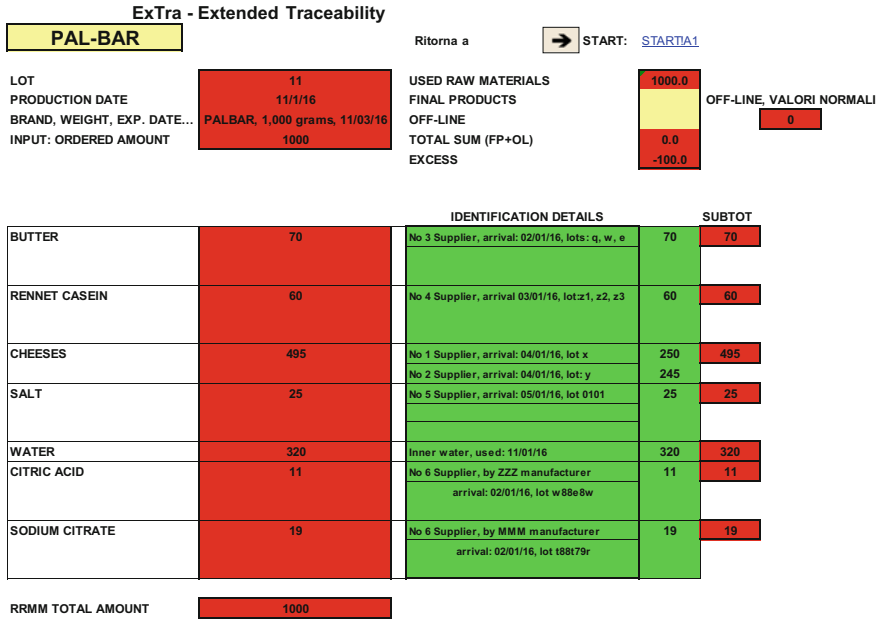 ExTra - Extended Traceability
PAL-BAR
Ritorna a START: START!A1
LOT 11 USED RAW MATERIALS 1000.0
PRODUCTION DATE 11/1/16 FINAL PRODUCTS OFF-LINE, VALORI NORMALI
BRAND, WEIGHT, EXP. DATE... PALBAR, 1,000 grams, 11/03/16 OFF-LINE 0
INPUT: ORDERED AMOUNT 1000 TOTAL SUM (FP+OL) 0.0
EXCESS -100.0
IDENTIFICATION DETAILS SUBTOT
BUTTER 70 No 3 Supplier, arrival: 02/01/16, lots: q, w, e 70 70
RENNET CASEIN 60 No 4 Supplier, arrival 03/01/16, lot:z1, z2, z3 60 60
CHEESES 495 No 1 Supplier, arrival: 04/01/16, lot x 250 495
No 2 Supplier, arrival: 04/01/16, lot: y 245
SALT 25 No 5 Supplier, arrival: 05/01/16, lot 0101 25 25
WATER 320 Inner water, used: 11/01/16 320 320
CITRIC ACID 11 No 6 Supplier, by ZZZ manufacturer 11 11
arrival: 02/01/16, lot w88e8w
SODIUM CITRATE 19 No 6 Supplier, by MMM manufacturer 19 19
arrival: 02/01/16, lot t88t79r
RRMM TOTAL AMOUNT 1000